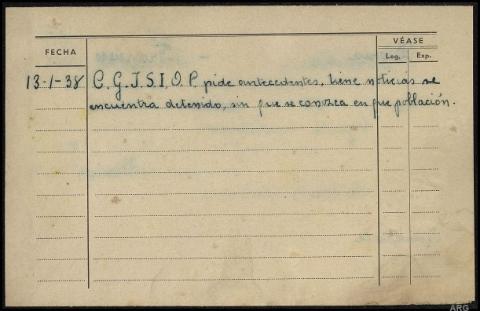 FECHA
VÉASE
Leg.
Exp.
13-1-38 C. G. J. S. I. O. P. pide antecedentes, tiene noticias se
encuentra detenido, sin que se conozca en que población.
ARG